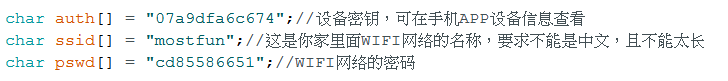 char auth[] = "07a9dfa6c674";//设备密钥，可在手机APP设备信息查看
char ssid[] = "mostfun";//这是你家里面WIFI网络的名称，要求不能是中文，且不能太长
char pswd[] = "cd85586651";//WIFI网络的密码